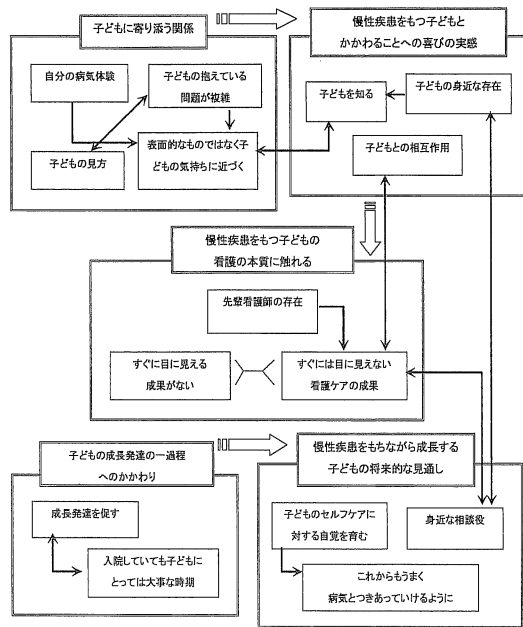 子どもに寄り添う関係
自分の病気体験
子どもの抱えている
問題が複雑
子どもの見方
表面的なものではなく子
どもの気持ちに近づく
慢性疾患をもつ子どもと
かかわることへの喜びの実感
子どもを知る
子どもの身近な存在
子どもとの相互作用
慢性疾患をもつ子どもの
看護の本質に触れる
先輩看護師の存在
すぐに目に見える
成果がない
すぐには目に見えない
看護ケアの成果
子どもの成長発達の一過程
へのかかわり
成長発達を促す
入院していても子どもに
とっては大事な時期
慢性疾患をもちながら成長する
子どもの将来的な見通し
子どものセルフケアに
対する自覚を育む
身近な相談役
これからもうまく
病気とつきあっていけるように